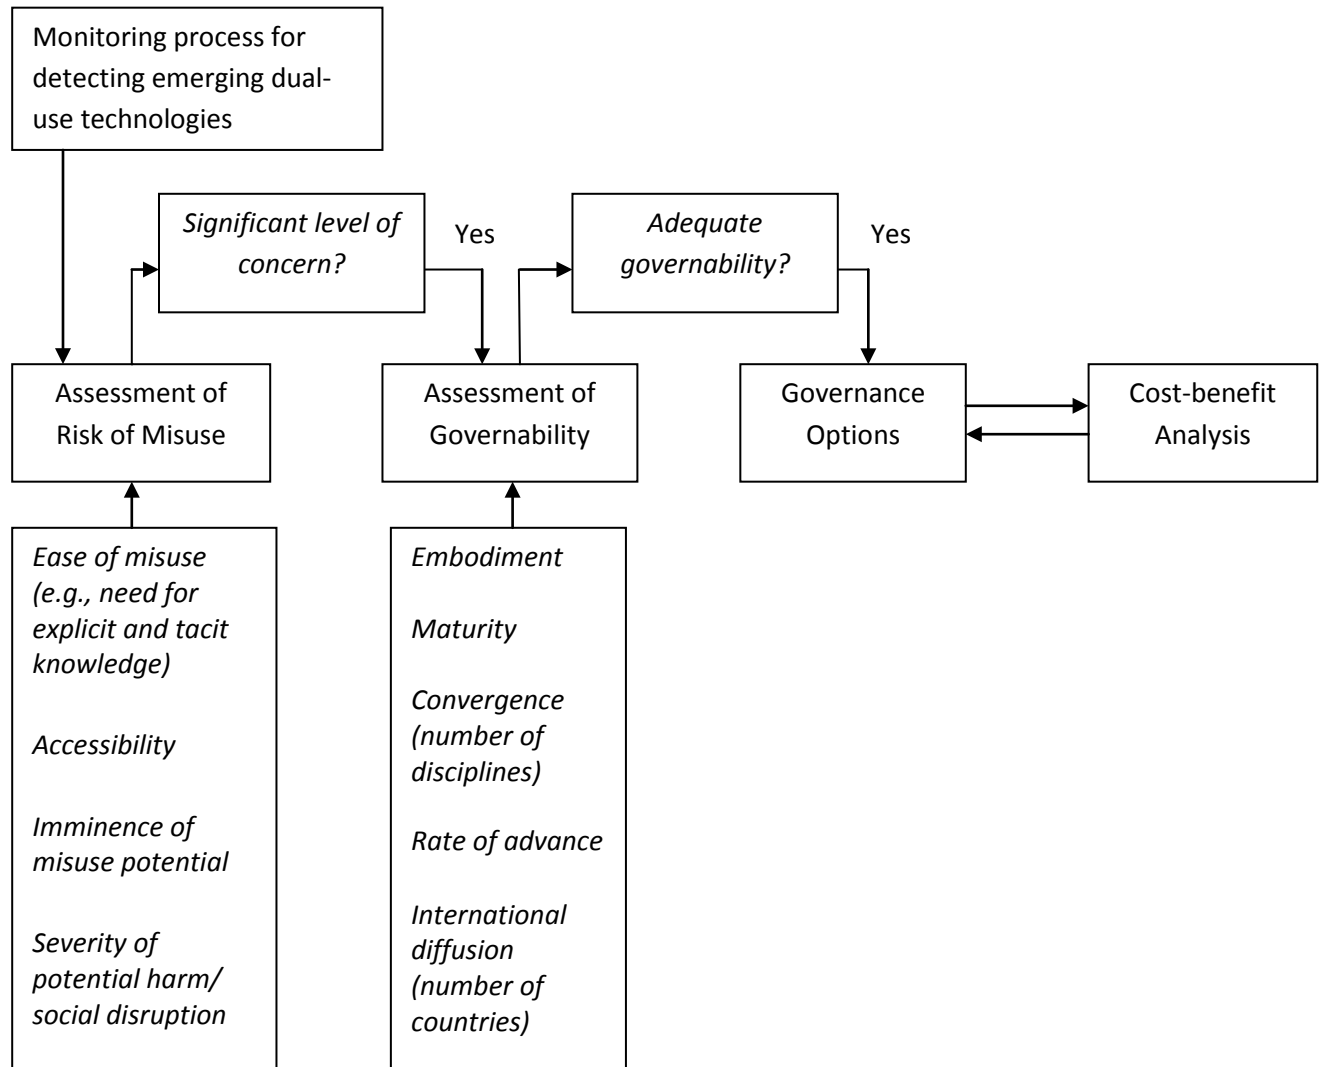 Monitoring process for
detecting emerging dual-
use technologies
Significant level of
concern?
Yes
Adequate
governability?
Yes
Assessment of
Risk of Misuse
Assessment of
Governability
Governance
Options
Cost-benefit
Analysis
Ease of misuse
(e.g., need for
explicit and tacit
knowledge)
Accessibility
Imminence of
misuse potential
Severity of
potential harm/
social disruption
Embodiment
Maturity
Convergence
(number of
disciplines)
Rate of advance
International
diffusion
(number of
countries)